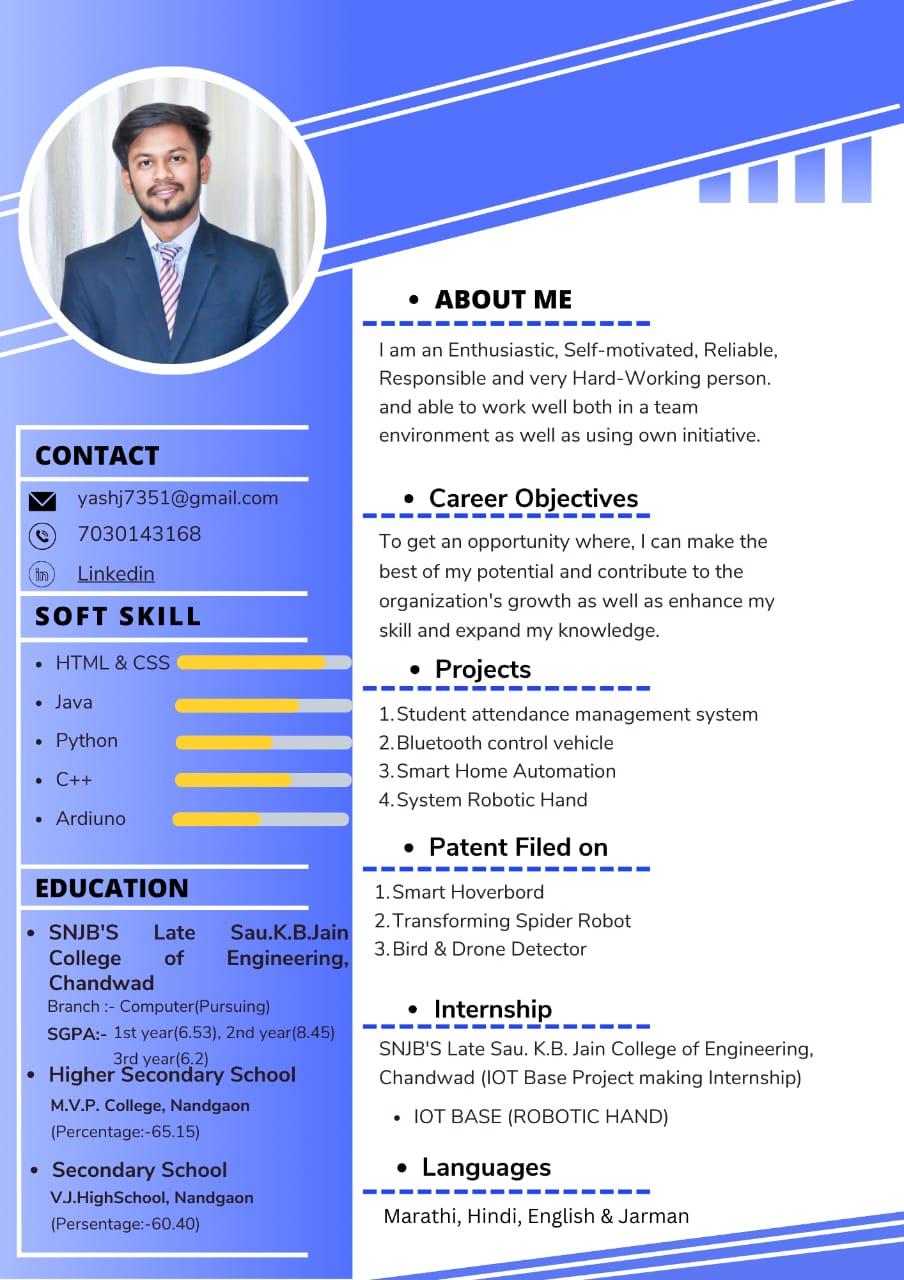 CONTACT
yashj7351@gmail.com
7030143168
Linkedin
SOFT SKILL
• HTML & CSS
• Java
• Python
• C++
• Ardiuno
EDUCATION
• SNJB'S Late Sau.K.B.Jain
College of Engineering,
Chandwad
Branch :- Computer(Pursuing)
SGPA:- 1st year(6.53), 2nd year(8.45)
3rd year(6.2)
• Higher Secondary School
M.V.P. College, Nandgaon
(Percentage:-65.15)
• Secondary School
V.J.HighSchool, Nandgaon
(Persentage:-60.40)
• ABOUT ME
I am an Enthusiastic, Self-motivated, Reliable,
Responsible and very Hard-Working person.
and able to work well both in a team
environment as well as using own initiative.
• Career Objectives
To get an opportunity where, I can make the
best of my potential and contribute to the
organization's growth as well as enhance my
skill and expand my knowledge.
• Projects
1. Student attendance management system
2. Bluetooth control vehicle
3. Smart Home Automation
4. System Robotic Hand
• Patent Filed on
1. Smart Hoverbord
2. Transforming Spider Robot
3. Bird & Drone Detector
• Internship
SNJB'S Late Sau. K.B. Jain College of Engineering,
Chandwad (IOT Base Project making Internship)
• IOT BASE (ROBOTIC HAND)
• Languages
Marathi, Hindi, English & Jarman